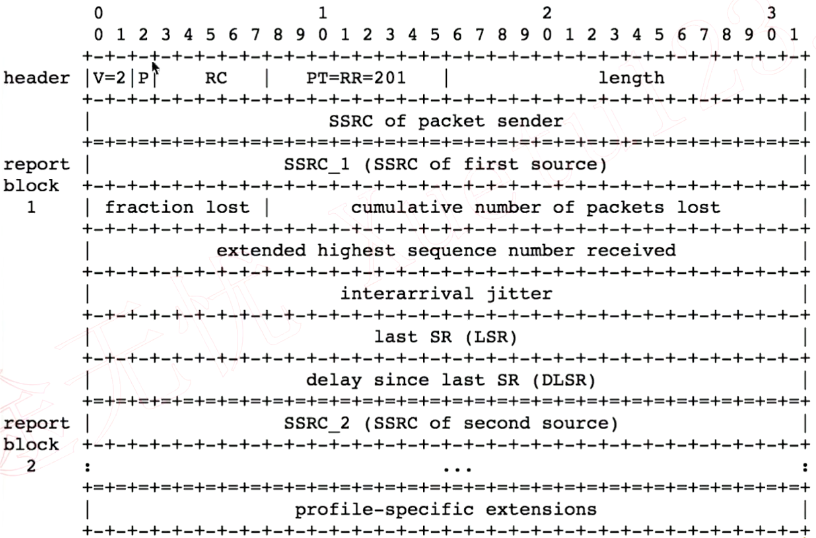 0                   1                   2                   3
0 1 2 3 4 5 6 7 8 9 0 1 2 3 4 5 6 7 8 9 0 1 2 3 4 5 6 7 8 9 0 1
+-+-+-+-+-+-+-+-+-+-+-+-+-+-+-+-+-+-+-+-+-+-+-+-+-+-+-+-+-+-+-+-+
header |V=2|P|    RC   |   PT=RR=201   |             length            |
+-+-+-+-+-+-+-+-+-+-+-+-+-+-+-+-+-+-+-+-+-+-+-+-+-+-+-+-+-+-+-+-+
|                     SSRC of packet sender                     |
+=+=+=+=+=+=+=+=+=+=+=+=+=+=+=+=+=+=+=+=+=+=+=+=+=+=+=+=+=+=+=+=+
report |                 SSRC_1 (SSRC of first source)                 |
block  +-+-+-+-+-+-+-+-+-+-+-+-+-+-+-+-+-+-+-+-+-+-+-+-+-+-+-+-+-+-+-+-+
1    | fraction lost |       cumulative number of packets lost       |
+-+-+-+-+-+-+-+-+-+-+-+-+-+-+-+-+-+-+-+-+-+-+-+-+-+-+-+-+-+-+-+-+
|           extended highest sequence number received           |
+-+-+-+-+-+-+-+-+-+-+-+-+-+-+-+-+-+-+-+-+-+-+-+-+-+-+-+-+-+-+-+-+
|                      interarrival jitter                      |
+-+-+-+-+-+-+-+-+-+-+-+-+-+-+-+-+-+-+-+-+-+-+-+-+-+-+-+-+-+-+-+-+
|                         last SR (LSR)                         |
+-+-+-+-+-+-+-+-+-+-+-+-+-+-+-+-+-+-+-+-+-+-+-+-+-+-+-+-+-+-+-+-+
|                   delay since last SR (DLSR)                  |
+=+=+=+=+=+=+=+=+=+=+=+=+=+=+=+=+=+=+=+=+=+=+=+=+=+=+=+=+=+=+=+=+
report |                 SSRC_2 (SSRC of second source)                |
block  +-+-+-+-+-+-+-+-+-+-+-+-+-+-+-+-+-+-+-+-+-+-+-+-+-+-+-+-+-+-+-+-+
2    :                               ...                             :
+=+=+=+=+=+=+=+=+=+=+=+=+=+=+=+=+=+=+=+=+=+=+=+=+=+=+=+=+=+=+=+=+
|                  profile-specific extensions                  |
+-+-+-+-+-+-+-+-+-+-+-+-+-+-+-+-+-+-+-+-+-+-+-+-+-+-+-+-+-+-+-+-+